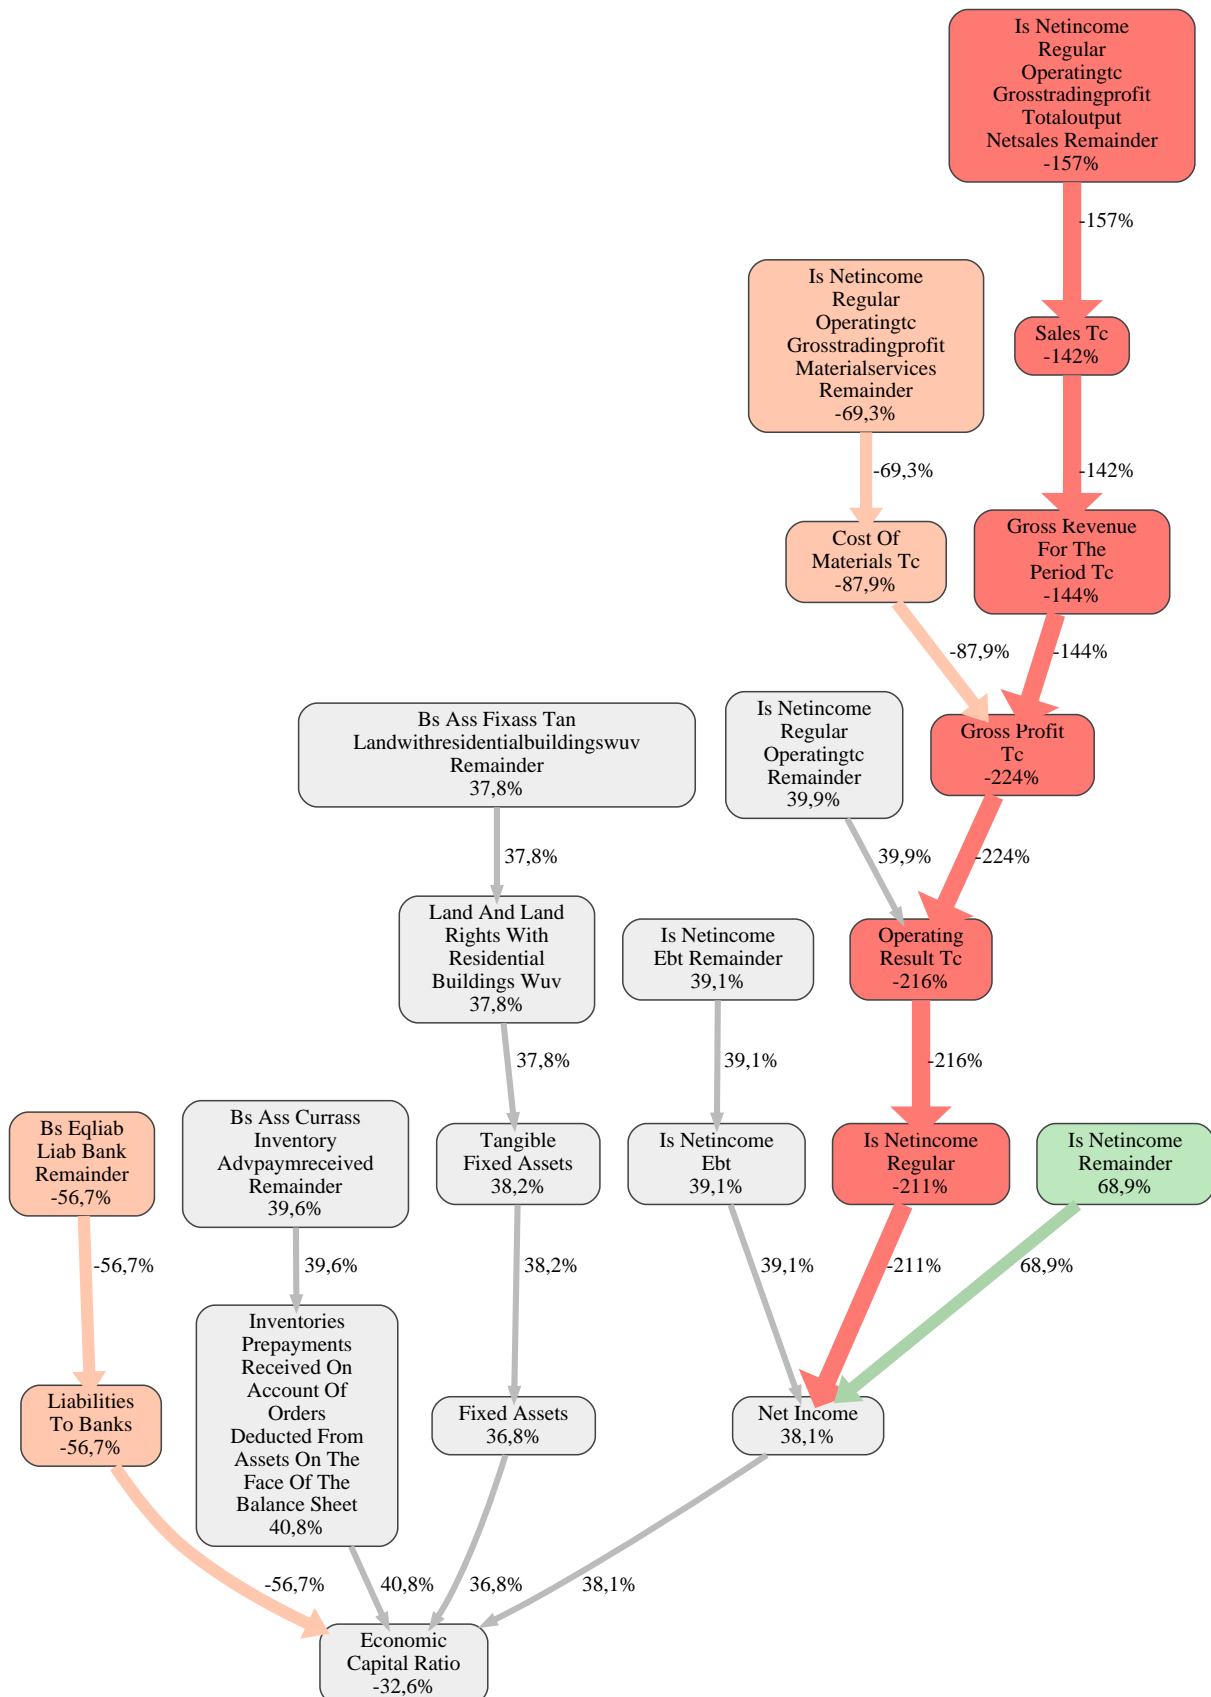 Is Netincome
Regular
Operatingtc
Grosstradingprofit
Totaloutput
Netsales Remainder
-157%
-157%
Is Netincome
Regular
Operatingtc
Grosstradingprofit
Materialservices
Remainder
-69,3%
Sales Tc
-142%
-69,3%
-142%
Cost Of
Materials Tc
-87,9%
Gross Revenue
For The
Period Tc
-144%
-87,9%
-144%
Bs Ass Fixass Tan
Landwithresidentialbuildingswuv
Remainder
37,8%
Is Netincome
Regular
Operatingtc
Remainder
39,9%
Gross Profit
Tc
-224%
37,8%
39,9%
-224%
Land And Land
Rights With
Residential
Buildings Wuv
37,8%
Is Netincome
Ebt Remainder
39,1%
Operating
Result Tc
-216%
37,8%
39,1%
-216%
Bs Eqliab
Liab Bank
Remainder
-56,7%
Bs Ass Currass
Inventory
Advpaymreceived
Remainder
39,6%
Tangible
Fixed Assets
38,2%
Is Netincome
Ebt
39,1%
Is Netincome
Regular
-211%
Is Netincome
Remainder
68,9%
-56,7%
39,6%
38,2%
39,1%
-211%
68,9%
Liabilities
To Banks
-56,7%
Inventories
Prepayments
Received On
Account Of
Orders
Deducted From
Assets On The
Face Of The
Balance Sheet
40,8%
Fixed Assets
36,8%
Net Income
38,1%
-56,7%
40,8%
36,8%
38,1%
Economic
Capital Ratio
-32,6%